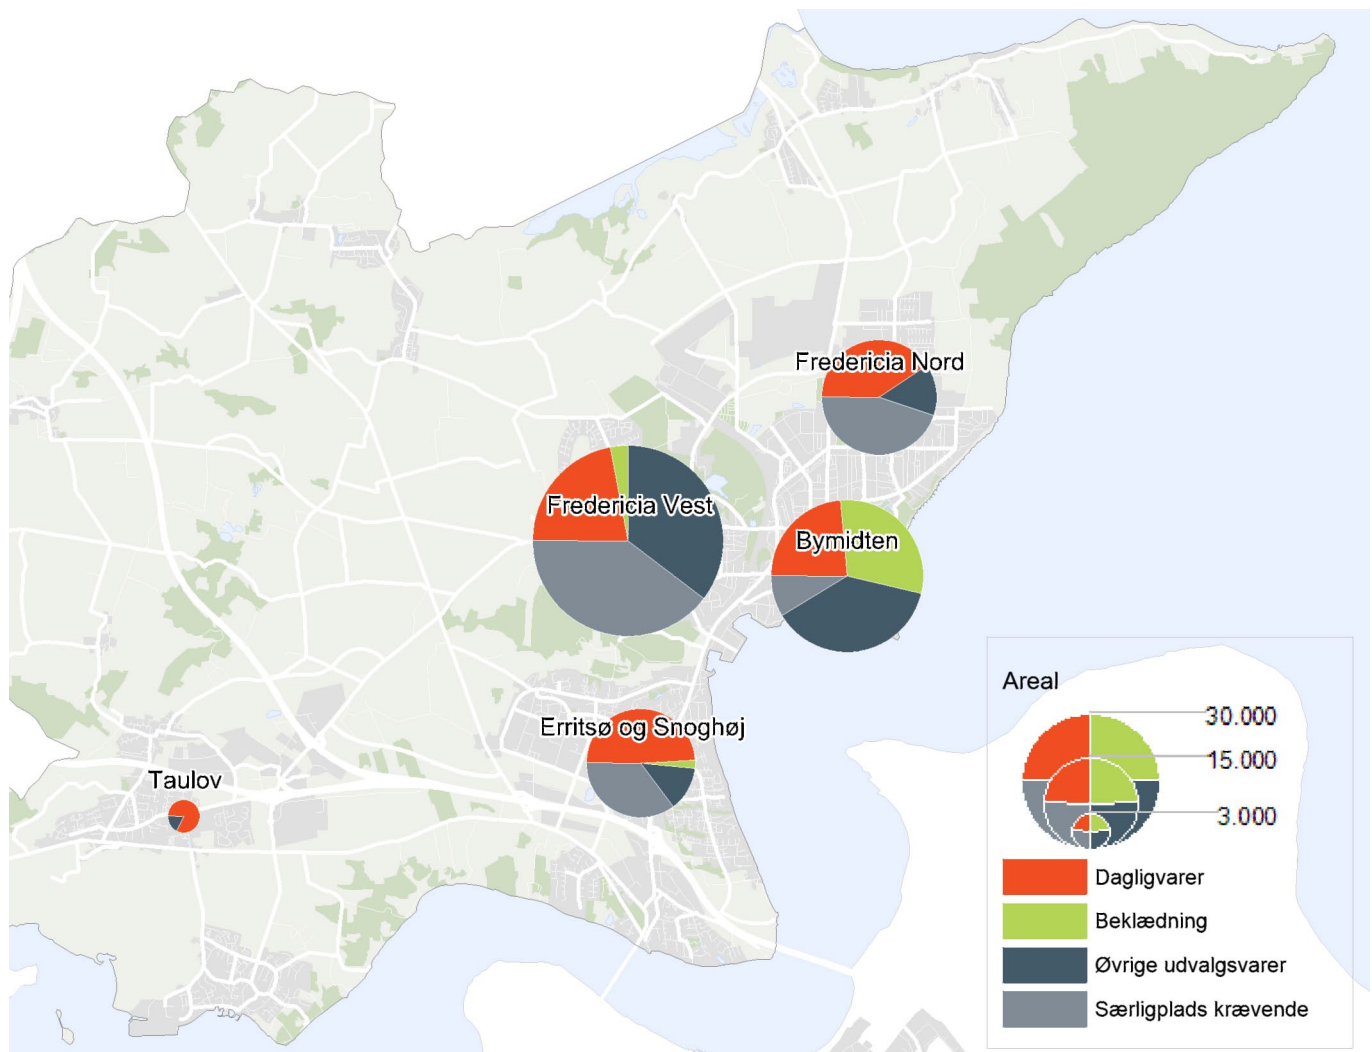 Fredericia Nord
Fredericia Vest
Bymidten
Erritsø og Snoghøj
Taulov
Areal
30.000
15.000
3.000
Dagligvarer
Beklædning
Øvrige udvalgsvarer
Særligplads krævende